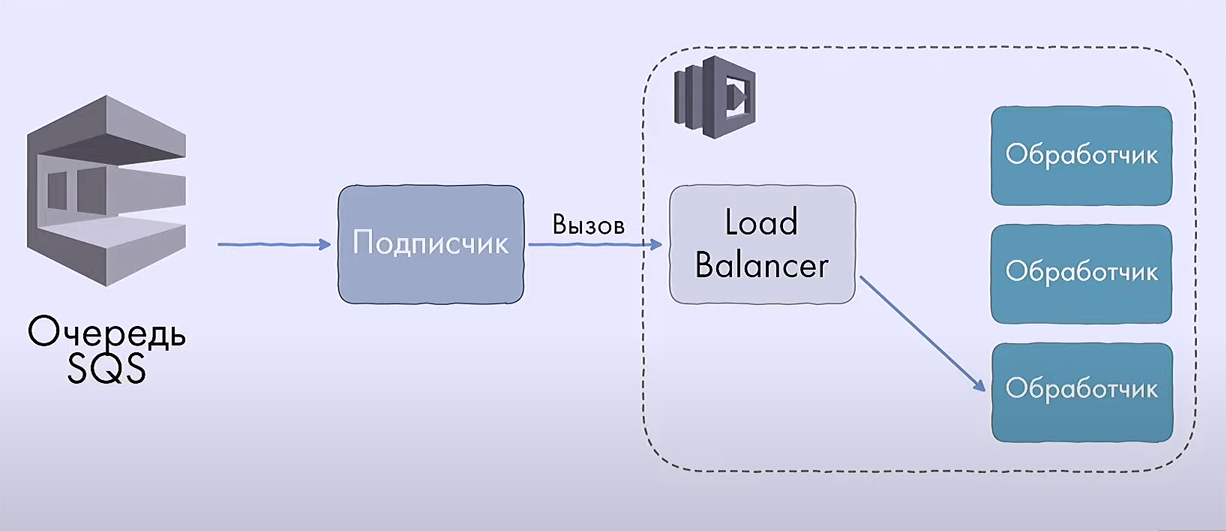 Очередь
SQS
Подписчик
Вызов
Load
Balancer
Обработчик
Обработчик
Обработчик